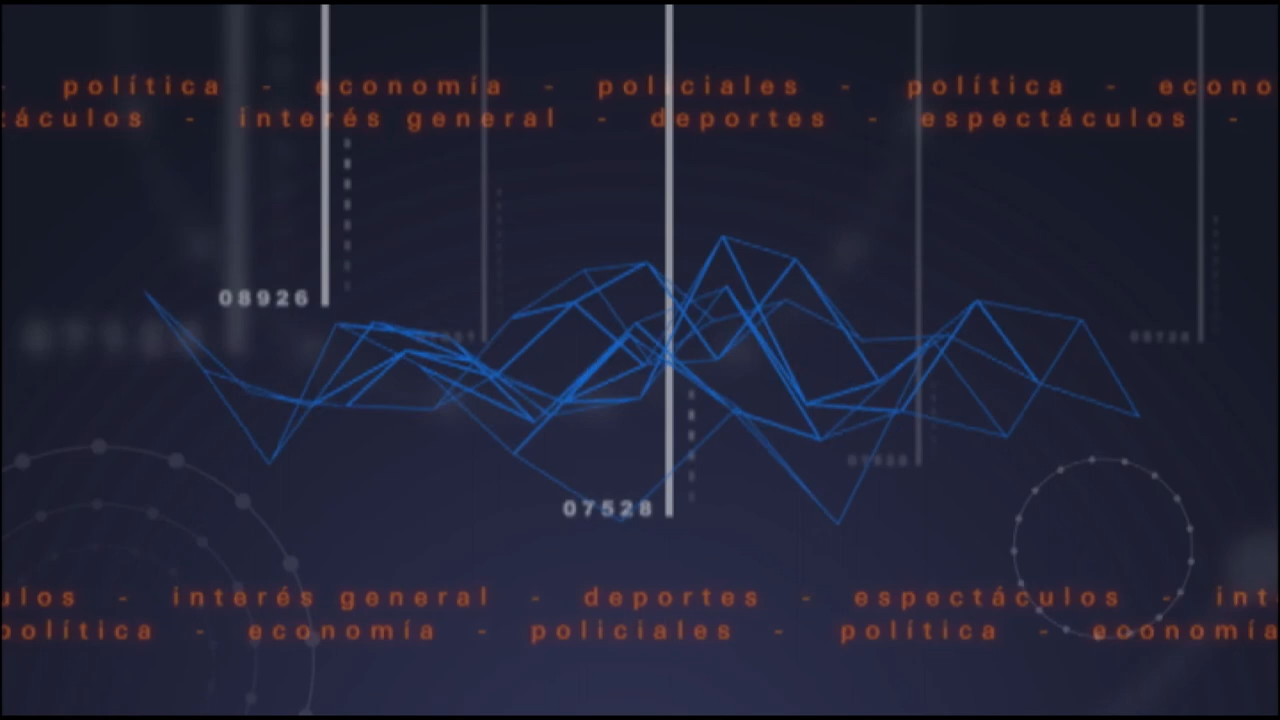 - política - economía - policiales - política - econo
táculos - interés general - deportes - espectáculos -
08926
07528
ulos - interés general - deportes - espectáculos - int
política - economía - policiales - política - economía